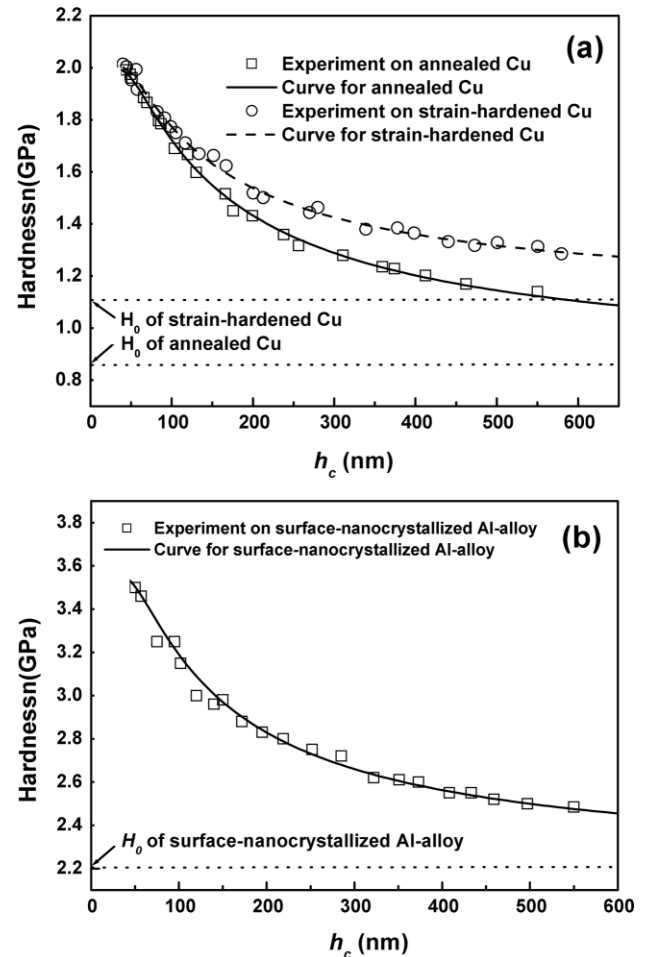 (a)
Experiment on annealed Cu
Curve for annealed Cu
Experiment on strain-hardened Cu
Curve for strain-hardened Cu
2.2
2.0
1.8
1.6
1.4
1.2
1.0
0.8
Hardnessn(GPa)
H₀ of strain-hardened Cu
H₀ of annealed Cu
0 100 200 300 400 500 600
h_c (nm)
(b)
Experiment on surface-nanocrystallized Al-alloy
Curve for surface-nanocrystallized Al-alloy
3.8
3.6
3.4
3.2
3.0
2.8
2.6
2.4
2.2
Hardnessn(GPa)
H₀ of surface-nanocrystallized Al-alloy
0 100 200 300 400 500 600
h_c (nm)